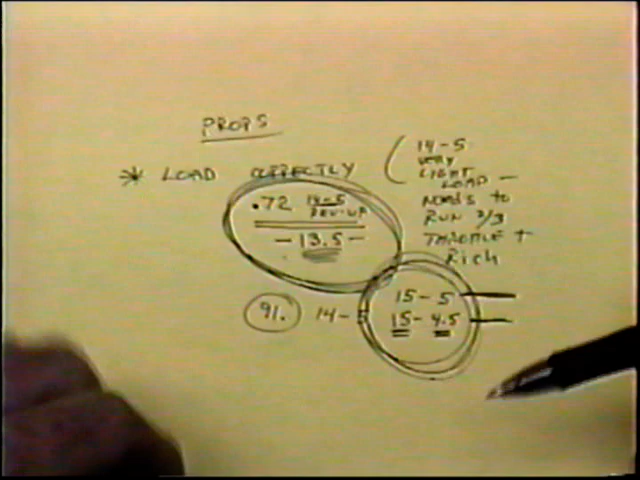 PROPS
* LOAD CORRECTLY
.72 14-5
REV-UP
- 13.5 -
(14-5
VERY
LIGHT
LOAD -
NEEDS to
RUN 2/3
THROTTLE +
Rich
91. 14-5
15-5
15-4.5